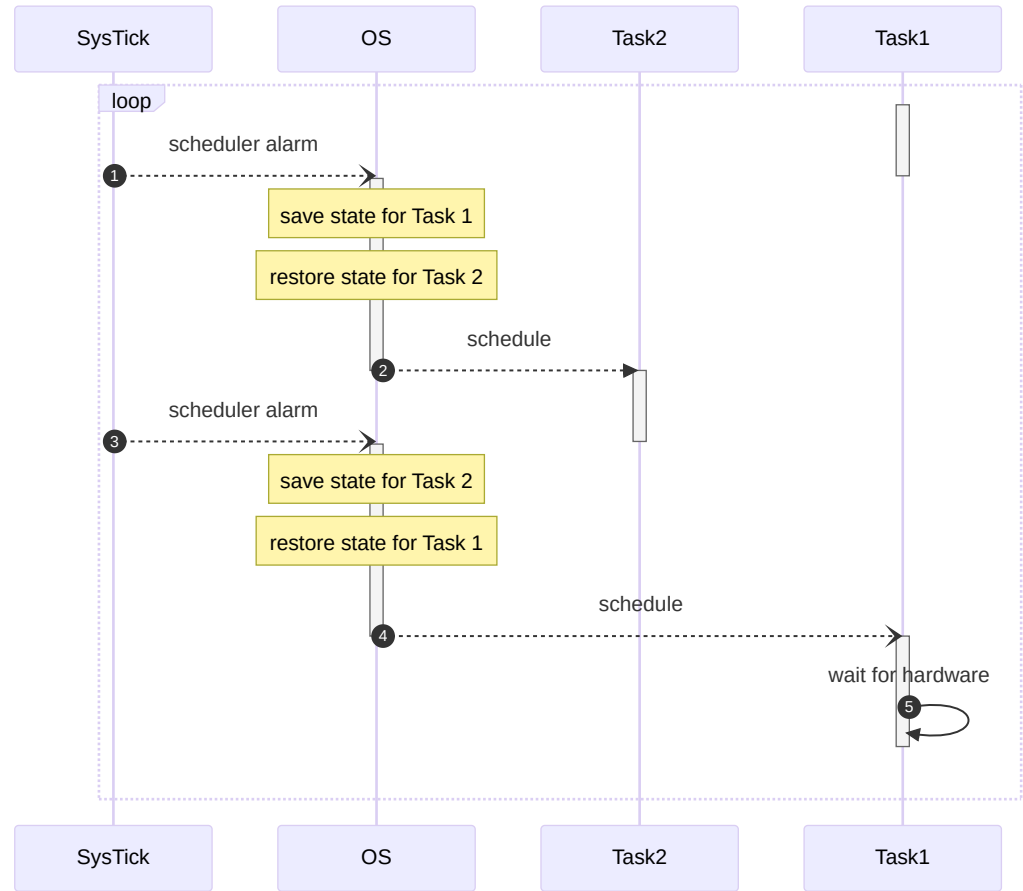 SysTick
OS
Task2
Task1
loop
scheduler alarm
1
save state for Task 1
restore state for Task 2
schedule
2
scheduler alarm
3
save state for Task 2
restore state for Task 1
schedule
4
wait for hardware
5
SysTick
OS
Task2
Task1